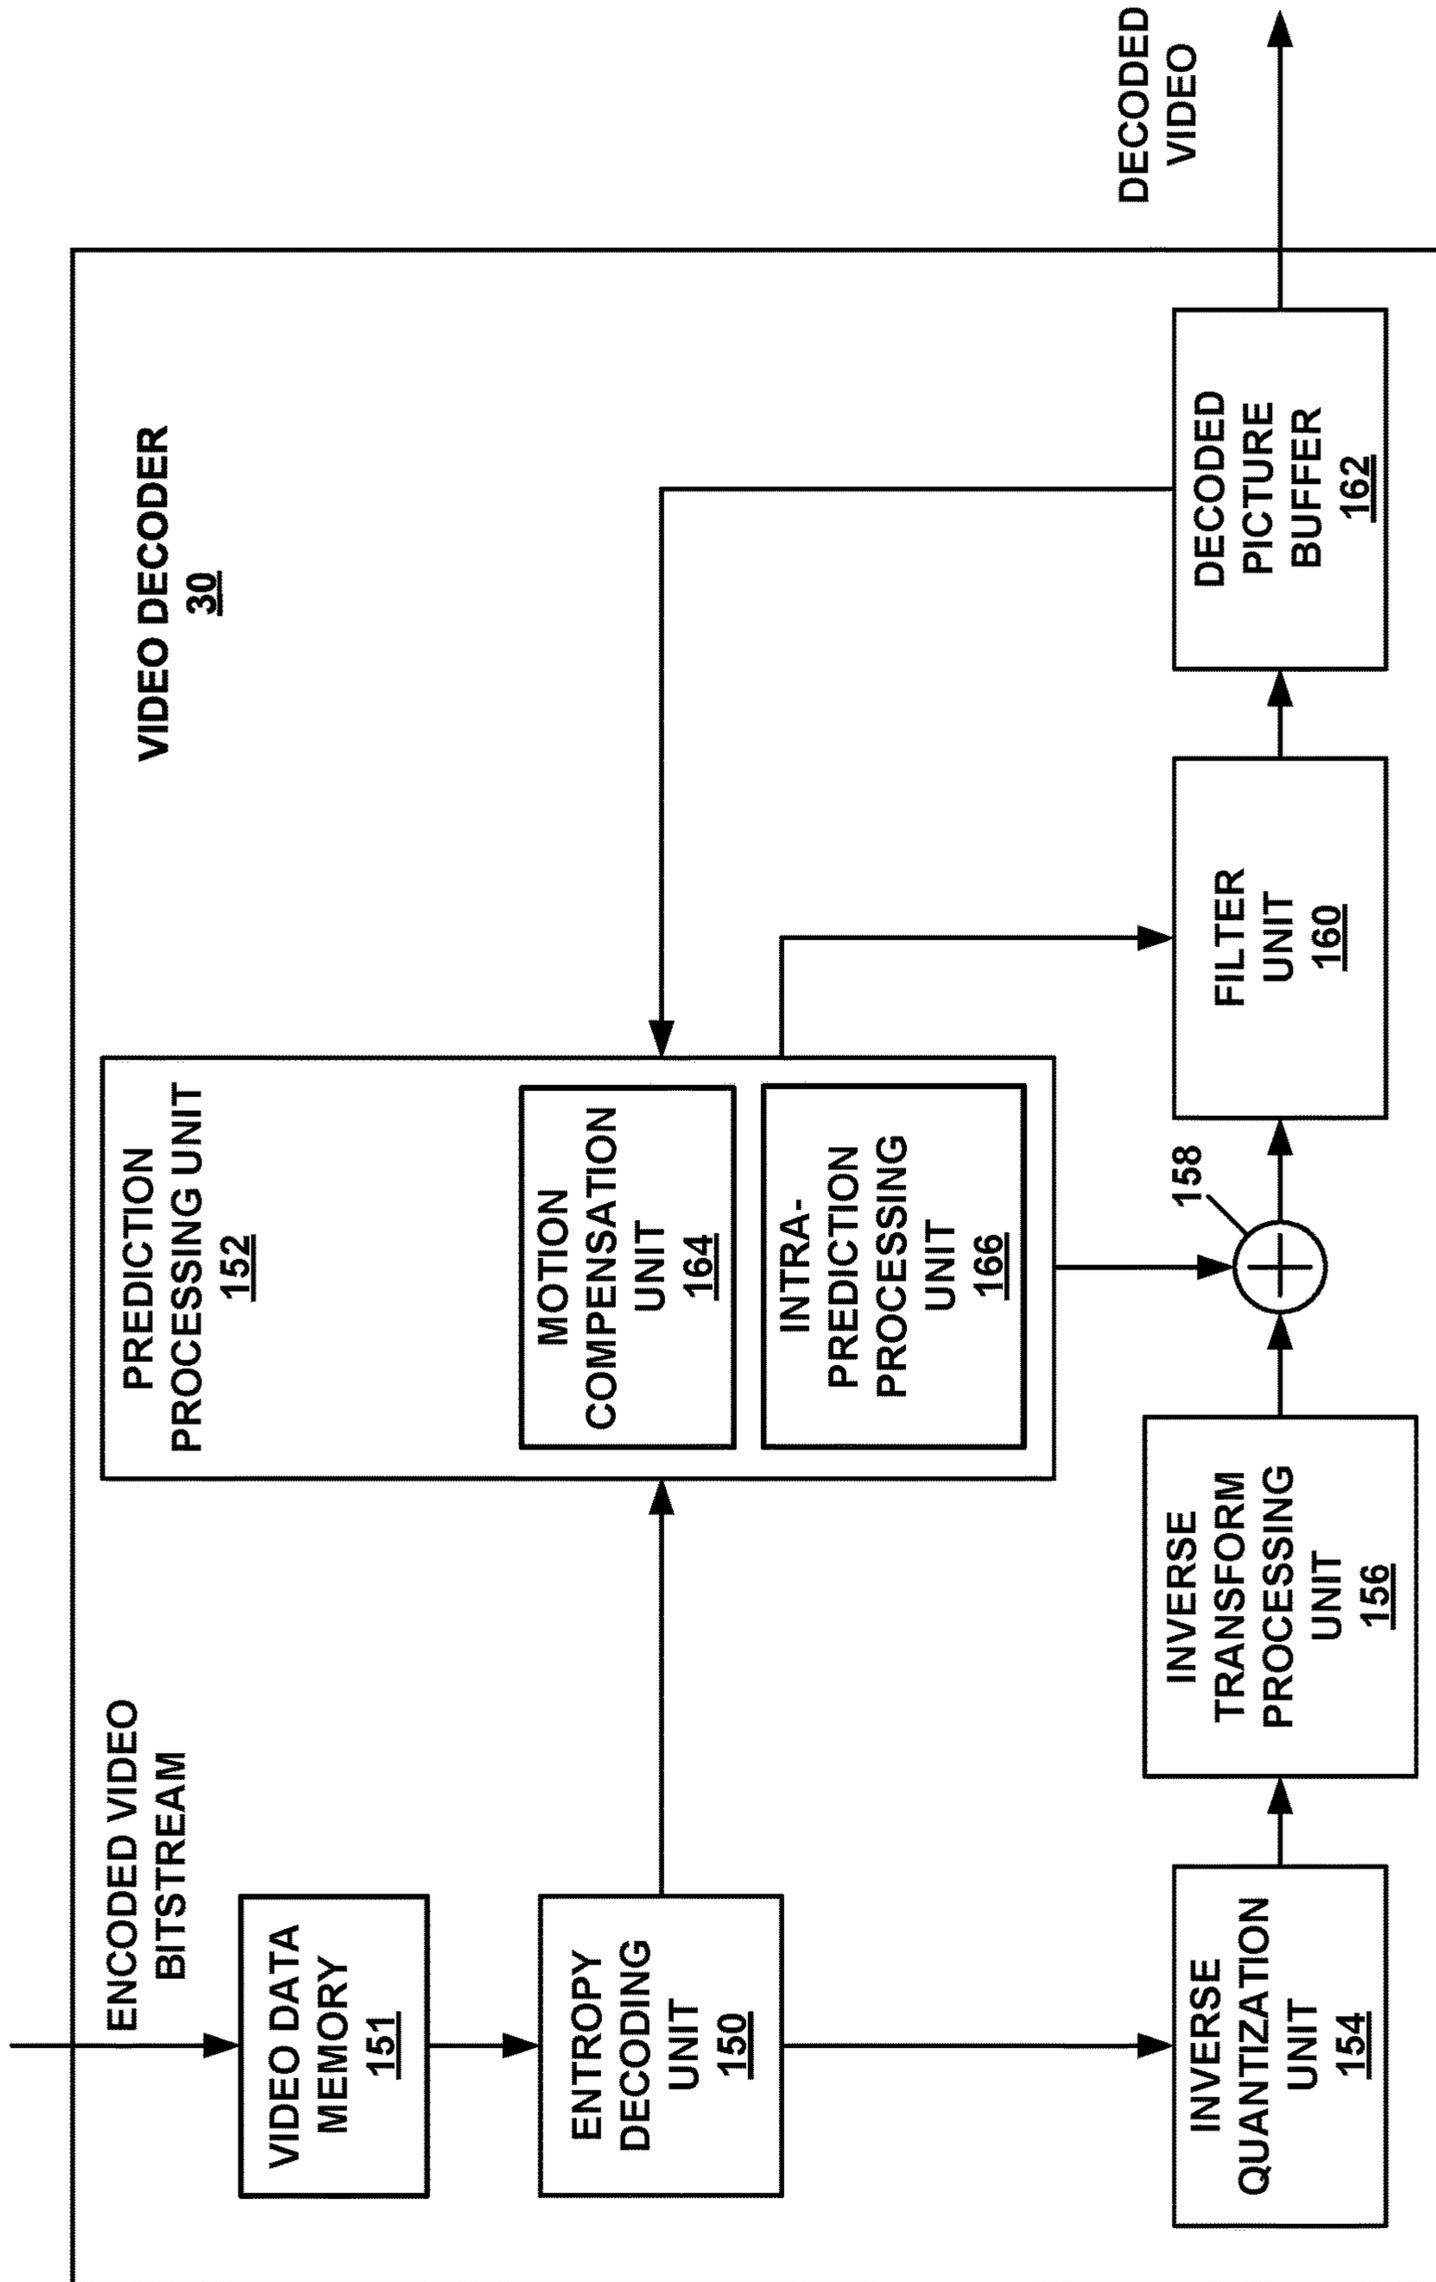 ENCODED VIDEO
BITSTREAM
VIDEO DECODER
30
VIDEO DATA
MEMORY
151
PREDICTION
PROCESSING UNIT
152
ENTROPY
DECODING
UNIT
150
MOTION
COMPENSATION
UNIT
164
INTRA-
PREDICTION
PROCESSING
UNIT
166
INVERSE
QUANTIZATION
UNIT
154
INVERSE
TRANSFORM
PROCESSING
UNIT
156
158
FILTER
UNIT
160
DECODED
PICTURE
BUFFER
162
DECODED
VIDEO